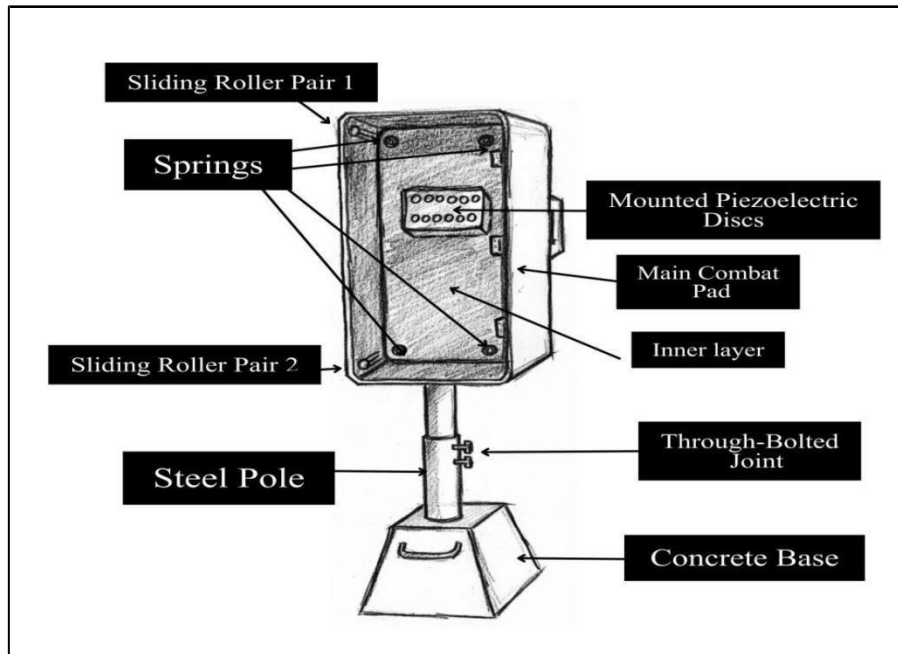 Sliding Roller Pair 1
Springs
Mounted Piezoelectric
Discs
Main Combat
Pad
Inner layer
Sliding Roller Pair 2
Through-Bolted
Joint
Steel Pole
Concrete Base